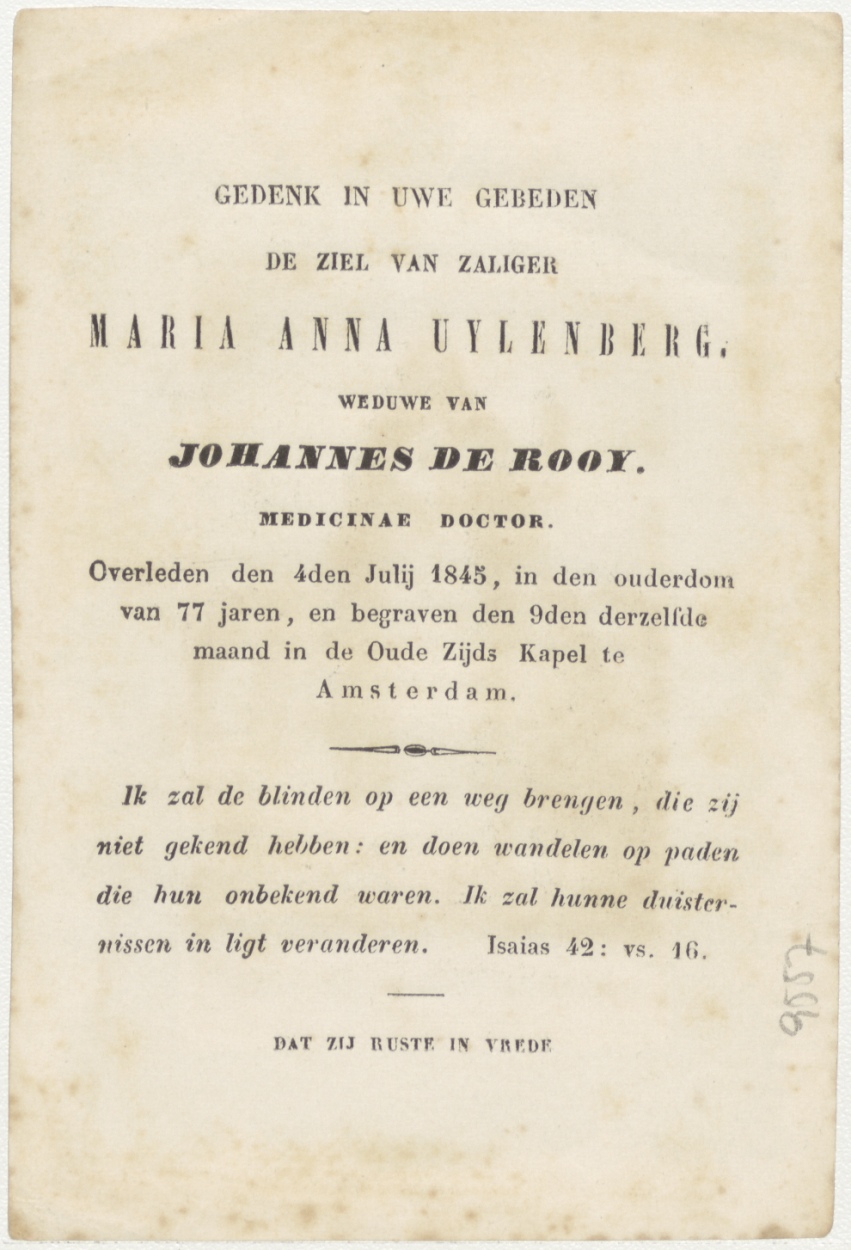 GEDENK IN UWE GEBEDEN
DE ZIEL VAN ZALIGER
MARIA ANNA UYLENBERG.
WEDUWE VAN
JOHANNES DE ROOY.
MEDICINAE DOCTOR.
Overleden den 4den Julij 1845, in den ouderdom
van 77 jaren, en begraven den 9den derzelfde
maand in de Oude Zijds Kapel te
Amsterdam.
Ik zal de blinden op een weg brengen, die zij
niet gekend hebben: en doen wandelen op paden
die hun onbekend waren. Ik zal hunne duister-
nissen in ligt veranderen. Isaias 42: vs. 16.
DAT ZIJ RUSTE IN VREDE